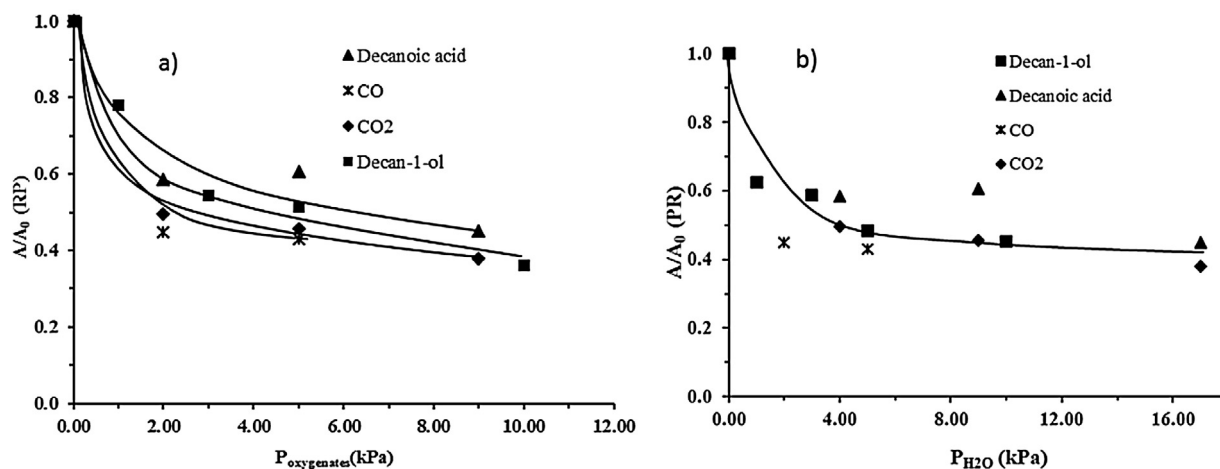 a)
A/A0 (RP)
1.0
0.8
0.6
0.4
0.2
0.0
0.00 2.00 4.00 6.00 8.00 10.00 12.00
Poxygenates(kPa)
Decanoic acid
CO
CO2
Decan-1-ol
b)
A/A0 (PR)
1.0
0.8
0.6
0.4
0.2
0.0
0.00 4.00 8.00 12.00 16.00
PH2O (kPa)
Decan-1-ol
Decanoic acid
CO
CO2